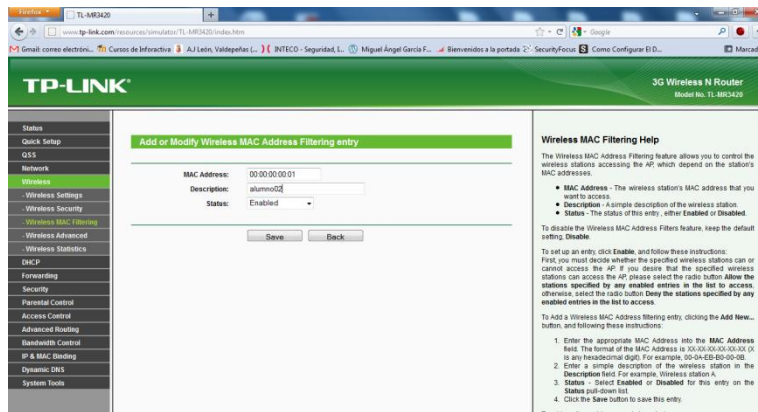 Firefox
TL-MR3420
www.tp-link.com/resources/simulator/TL-MR3420/index.htm
Google
Gmail: correo electróni...
Cursos de Informatica
AJ León, Valdepeñas (...
INTECO - Seguridad, I...
Miguel Ángel García F...
Bienvenidos a la portada
SecurityFocus
Como Configurar El D...
Marcad
TP-LINK
3G Wireless N Router
Model No. TL-MR3420
Status
Quick Setup
QSS
Network
Wireless
- Wireless Settings
- Wireless Security
- Wireless MAC Filtering
- Wireless Advanced
- Wireless Statistics
DHCP
Forwarding
Security
Parental Control
Access Control
Advanced Routing
Bandwidth Control
IP & MAC Binding
Dynamic DNS
System Tools
Add or Modify Wireless MAC Address Filtering entry
MAC Address: 00:00:00:00:01
Description: alumno02
Status: Enabled
Save Back
Wireless MAC Filtering Help
The Wireless MAC Address Filtering feature allows you to control the
wireless stations accessing the AP, which depend on the station's
MAC addresses.
MAC Address - The wireless station's MAC address that you
want to access.
Description - A simple description of the wireless station.
Status - The status of this entry, either Enabled or Disabled.
To disable the Wireless MAC Address Filters feature, keep the default
setting, Disable.
To set up an entry, click Enable, and follow these instructions:
First, you must decide whether the specified wireless stations can or
cannot access the AP. If you desire that the specified wireless
stations can access the AP, please select the radio button Allow the
stations specified by any enabled entries in the list to access,
otherwise, select the radio button Deny the stations specified by any
enabled entries in the list to access.
To Add a Wireless MAC Address filtering entry, clicking the Add New...
button, and following these instructions:
1. Enter the appropriate MAC Address into the MAC Address
field. The format of the MAC Address is XX-XX-XX-XX-XX-XX (X
is any hexadecimal digit). For example, 00-0A-EB-B0-00-0B.
2. Enter a simple description of the wireless station in the
Description field. For example, Wireless station A.
3. Status - Select Enabled or Disabled for this entry on the
Status pull-down list.
4. Click the Save button to save this entry.